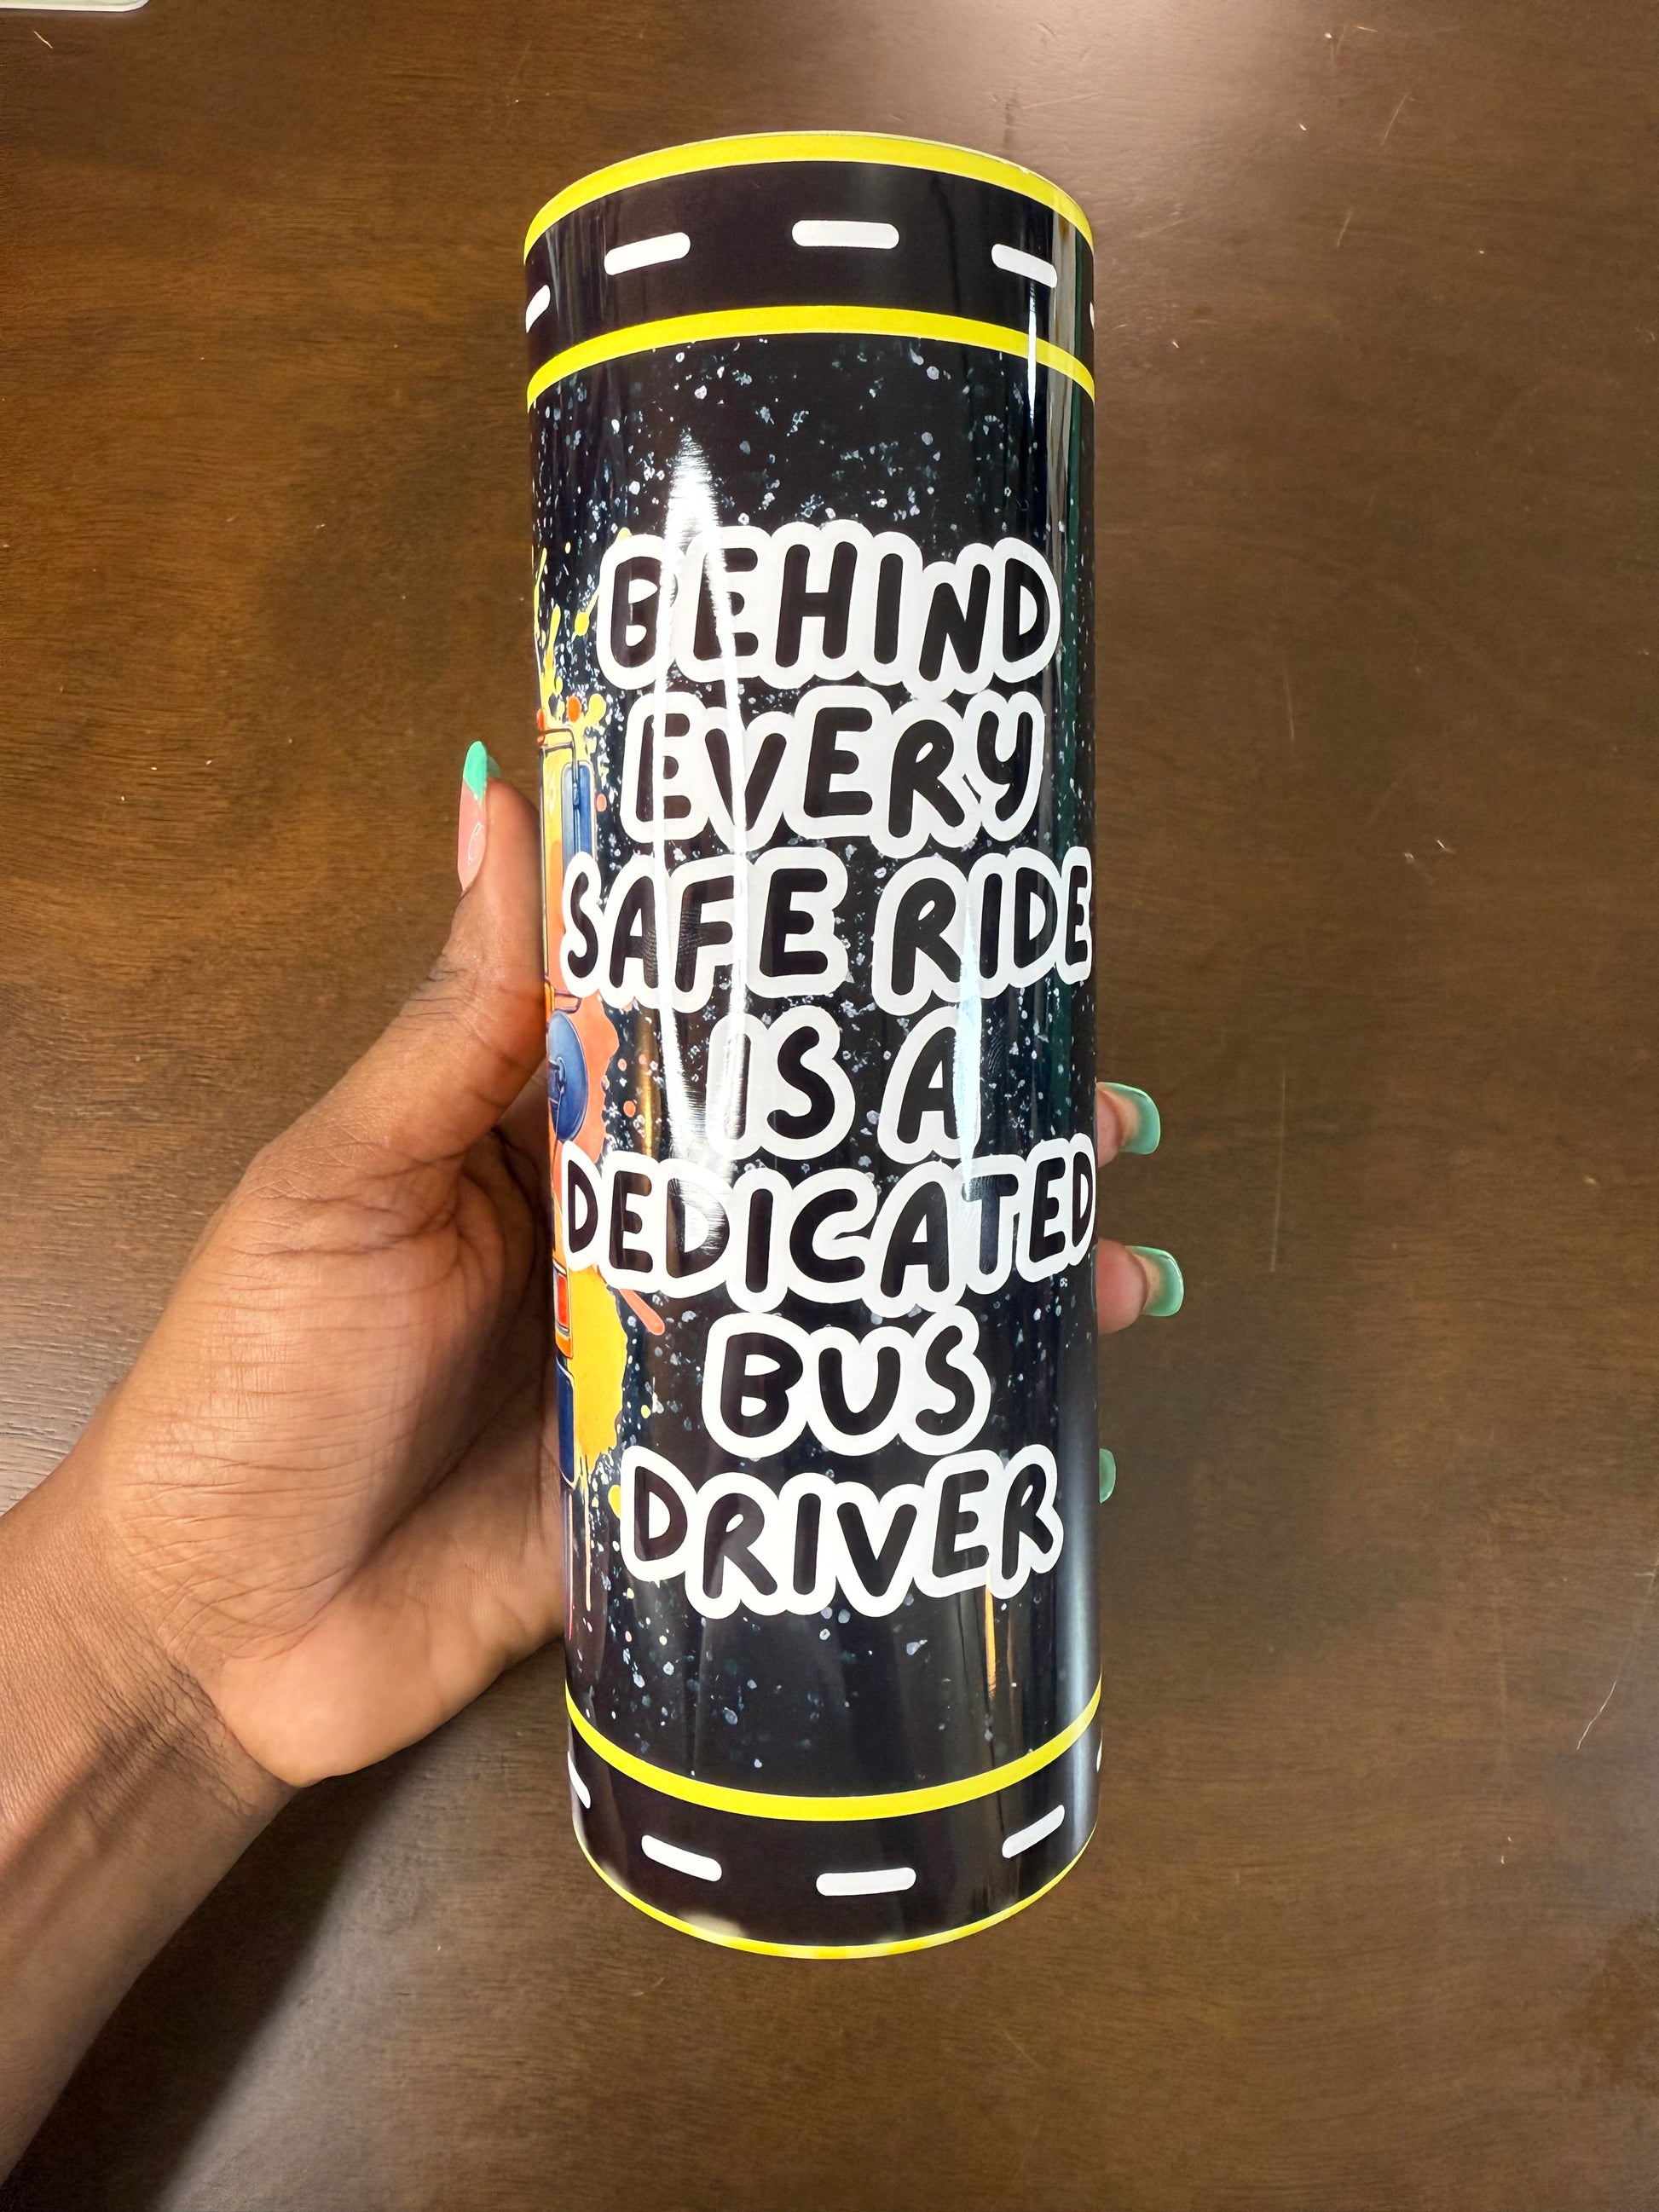 BEHIND
EVERY
SAFE RIDE
IS A
DEDICATED
BUS
DRIVER